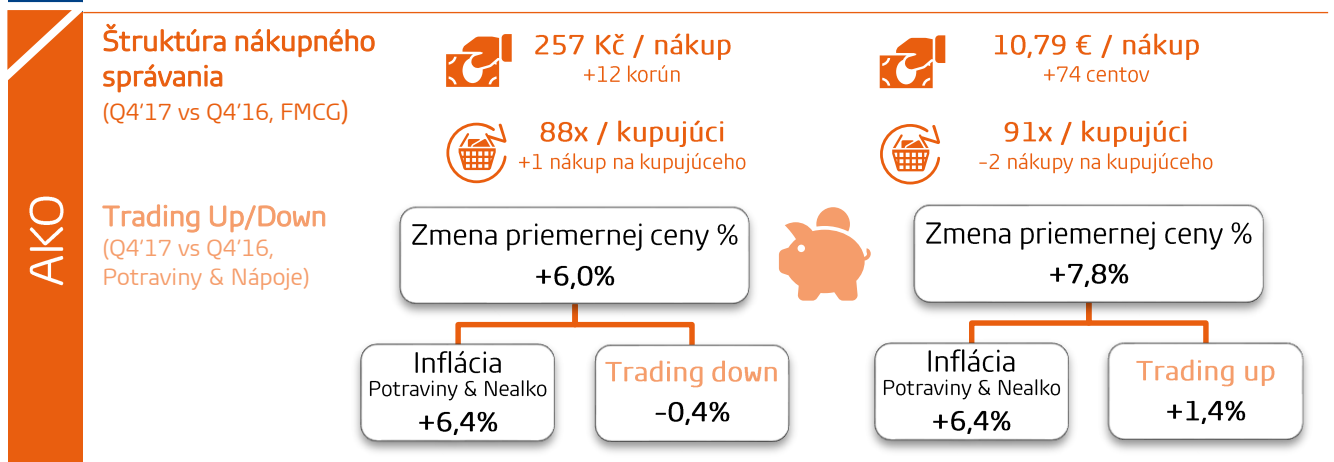 AKO
Štruktúra nákupného
správania
(Q4'17 vs Q4'16, FMCG)
257 Kč / nákup
+12 korún
10,79 € / nákup
+74 centov
88x / kupujúci
+1 nákup na kupujúceho
91x / kupujúci
-2 nákupy na kupujúceho
Trading Up/Down
(Q4'17 vs Q4'16,
Potraviny & Nápoje)
Zmena priemernej ceny %
+6,0%
Zmena priemernej ceny %
+7,8%
Inflácia
Potraviny & Nealko
+6,4%
Trading down
-0,4%
Inflácia
Potraviny & Nealko
+6,4%
Trading up
+1,4%